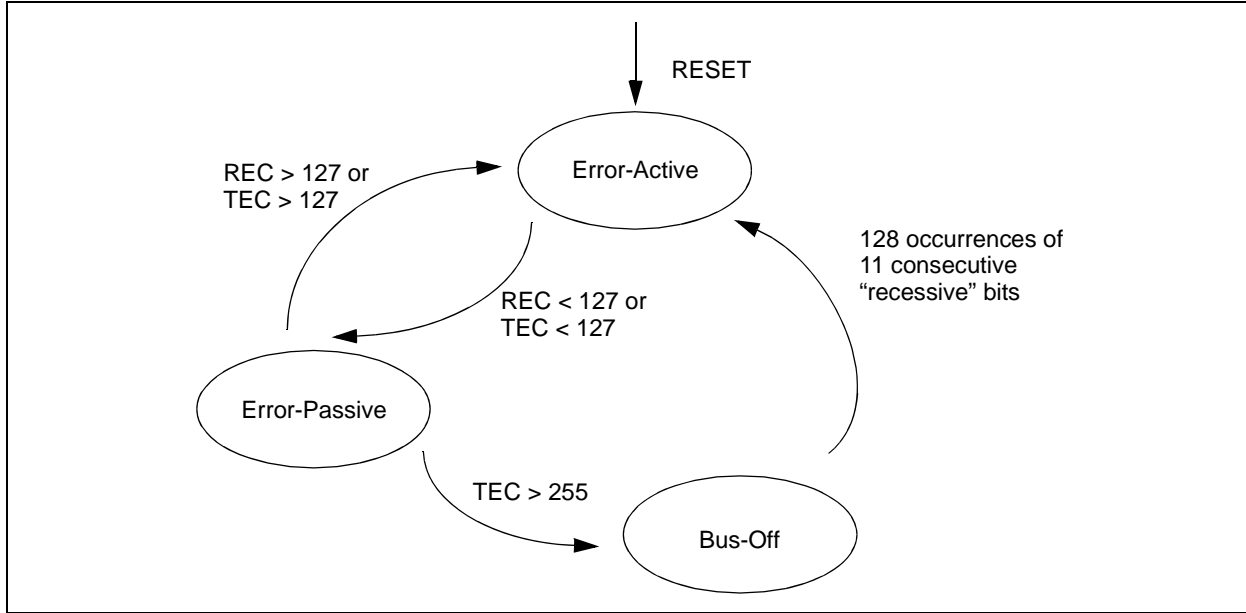 RESET
Error-Active
REC > 127 or
TEC > 127
128 occurrences of
11 consecutive
“recessive” bits
REC < 127 or
TEC < 127
Error-Passive
TEC > 255
Bus-Off